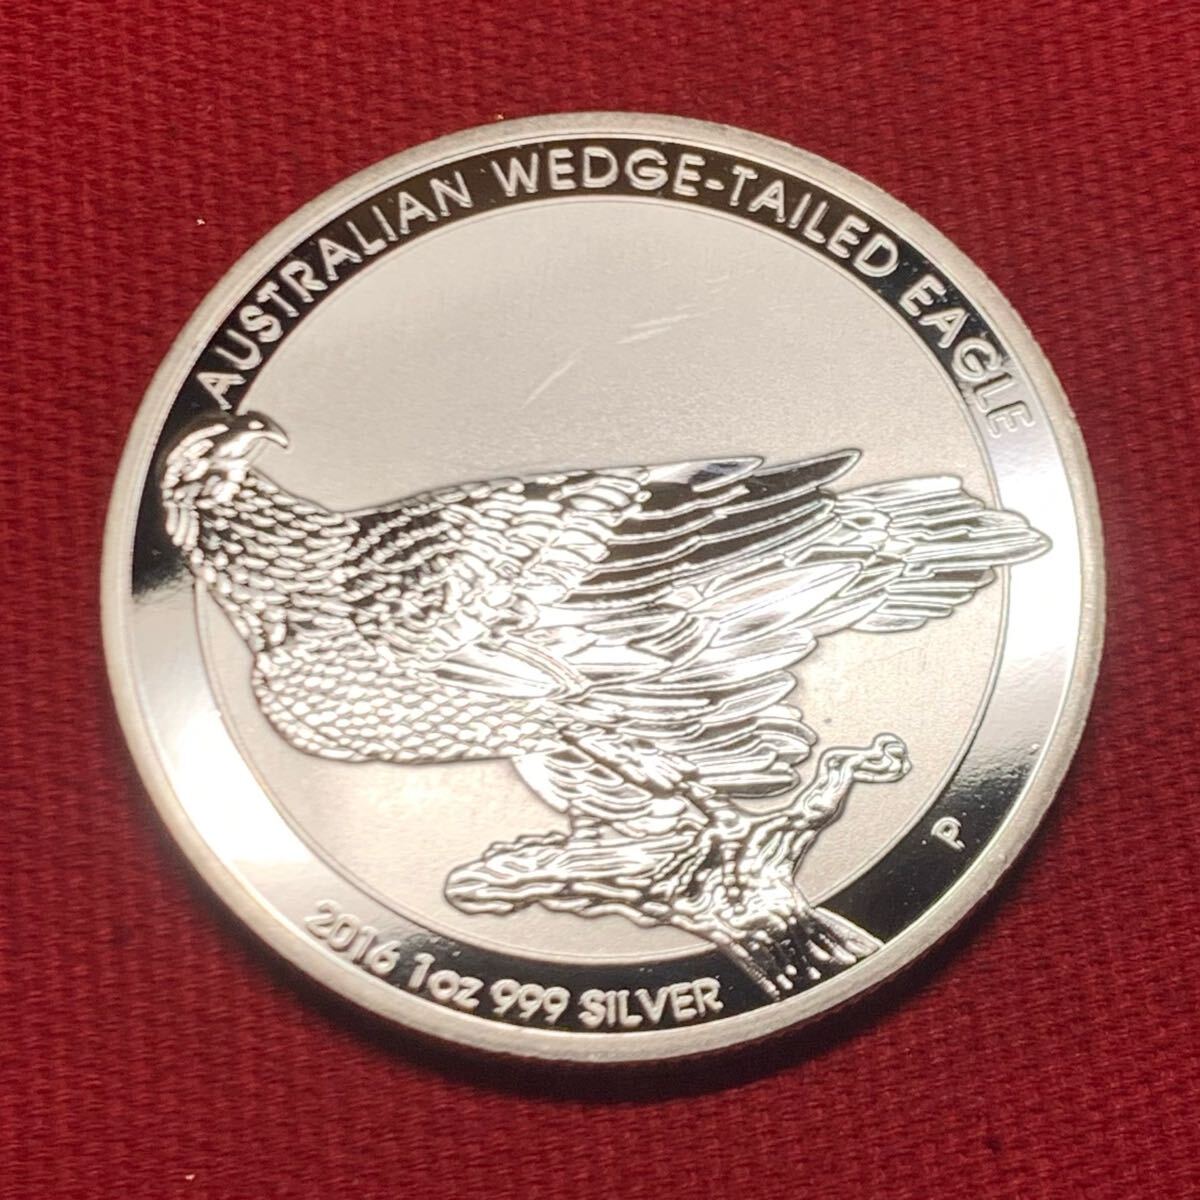 AUSTRALIAN WEDGE-TAILED EAGLE
P
2016 1oz 999 SILVER